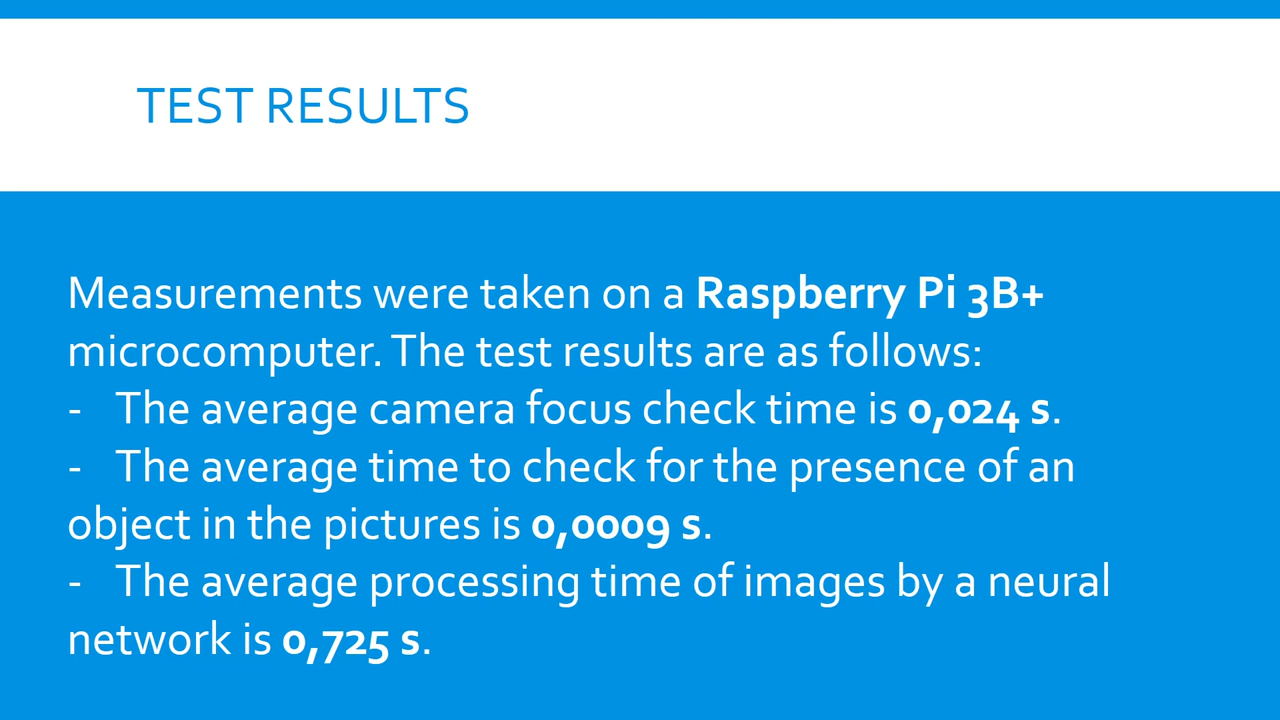 TEST RESULTS
Measurements were taken on a Raspberry Pi 3B+
microcomputer. The test results are as follows:
- The average camera focus check time is 0,024 s.
- The average time to check for the presence of an
object in the pictures is 0,0009 s.
- The average processing time of images by a neural
network is 0,725 s.